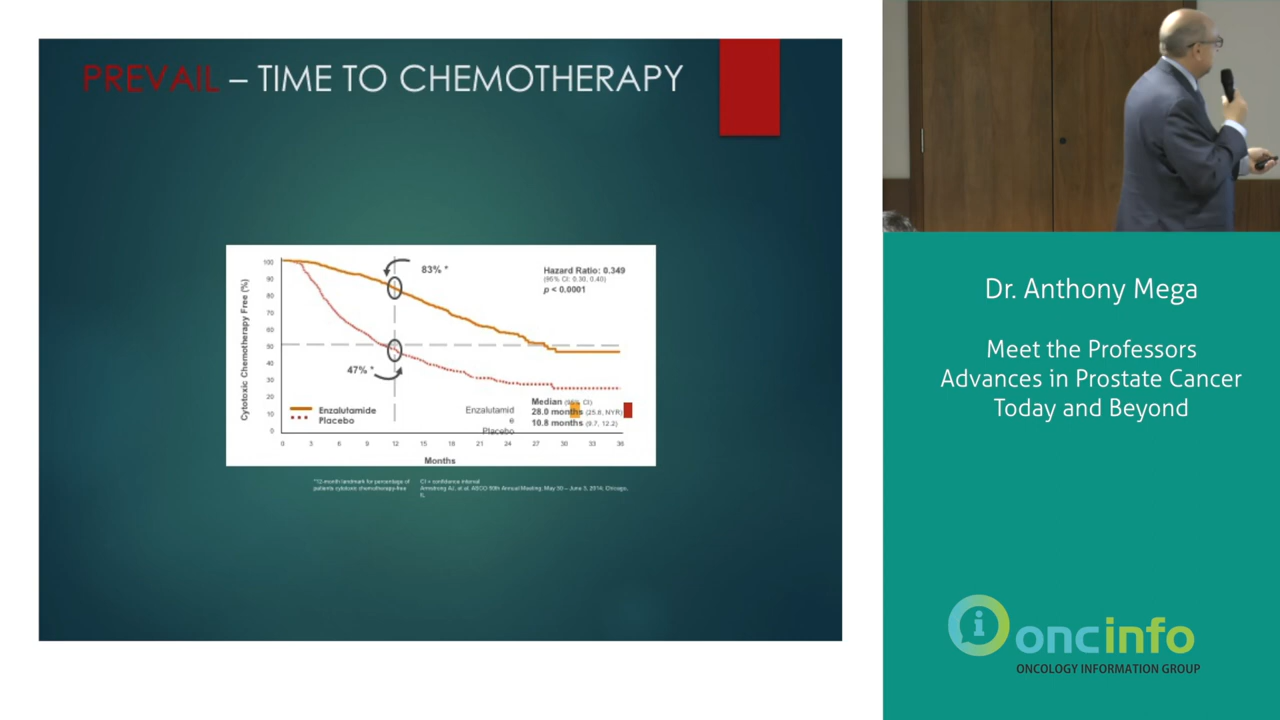 PREVAIL – TIME TO CHEMOTHERAPY
Cytotoxic Chemotherapy Free (%)
100
90
80
70
60
50
40
30
20
10
0
83% *
47% *
Hazard Ratio: 0.349
(95% CI: 0.30, 0.40)
p < 0.0001
Enzalutamide
Placebo
Enzalutamid
e
Placebo
Median (95% CI)
28.0 months (25.6, NYR)
10.8 months (9.7, 12.2)
0 3 6 9 12 15 18 21 24 27 30 33 36
Months
*12-month landmark for percentage of
patients cytotoxic chemotherapy-free
CI = confidence interval
Armstrong AJ, et al. ASCO 50th Annual Meeting; May 30 – June 3, 2014; Chicago,
IL
Dr. Anthony Mega
Meet the Professors
Advances in Prostate Cancer
Today and Beyond
i
oncinfo
ONCOLOGY INFORMATION GROUP